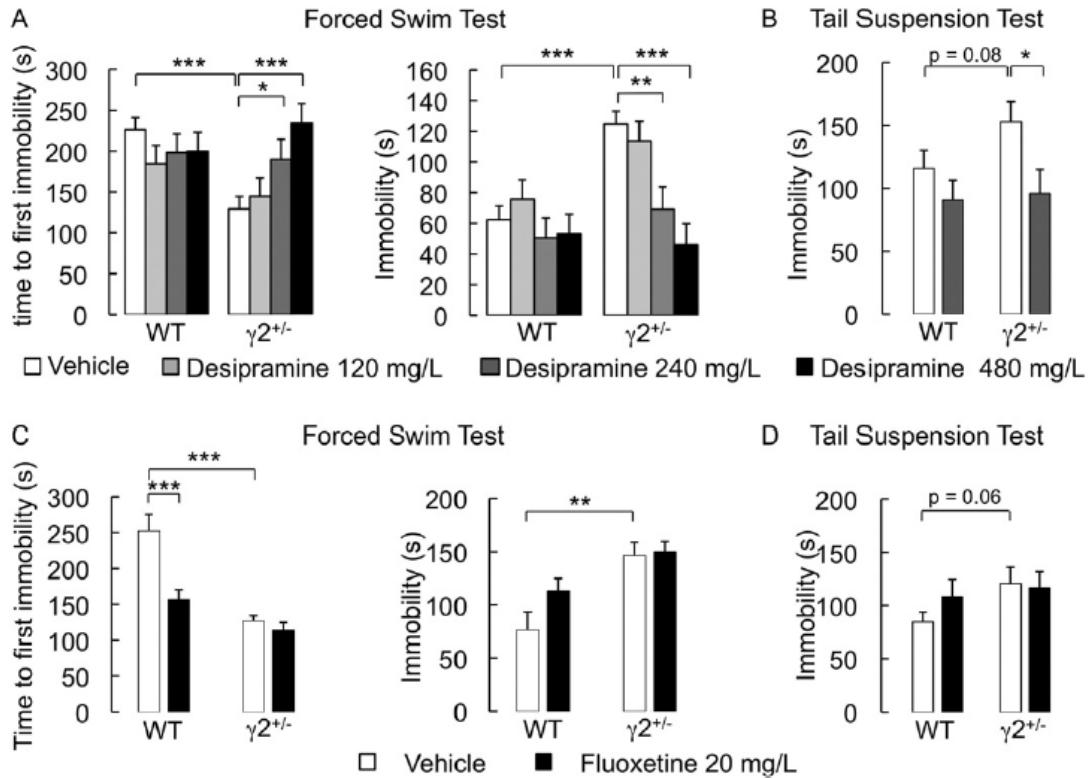 A Forced Swim Test
time to first immobility (s)
300
250
200
150
100
50
0
*** ***
*
WT γ2+/-
Immobility (s)
160
140
120
100
80
60
40
20
0
*** ***
**
WT γ2+/-
B Tail Suspension Test
Immobility (s)
200
150
100
50
0
p = 0.08 *
WT γ2+/-
Vehicle Desipramine 120 mg/L Desipramine 240 mg/L Desipramine 480 mg/L
C Forced Swim Test
Time to first immobility (s)
300
250
200
150
100
50
0
***
***
WT γ2+/-
Immobility (s)
200
150
100
50
0
**
WT γ2+/-
D Tail Suspension Test
Immobility (s)
200
150
100
50
0
p = 0.06
WT γ2+/-
Vehicle Fluoxetine 20 mg/L